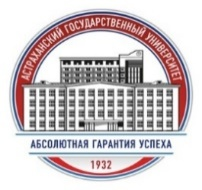 АСТРАХАНСКИЙ ГОСУДАРСТВЕННЫЙ УНИВЕРСИТЕТ
АБСОЛЮТНАЯ ГАРАНТИЯ УСПЕХА
1932